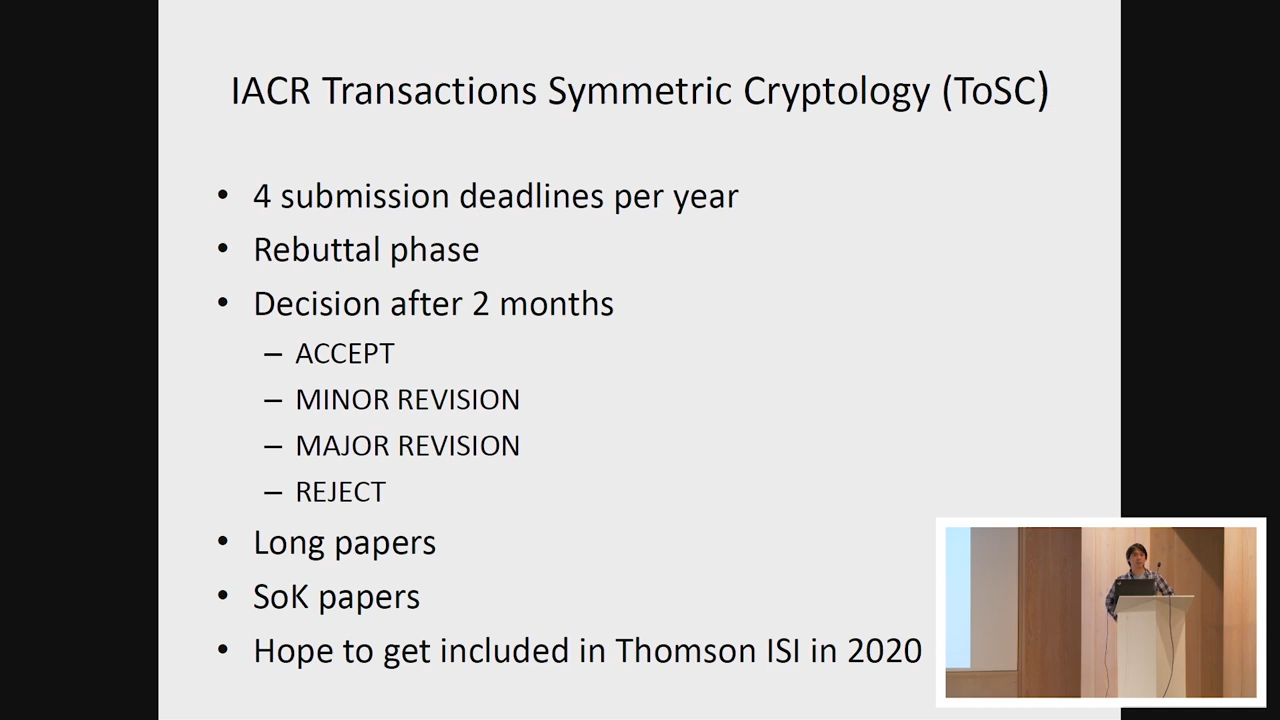 IACR Transactions Symmetric Cryptology (ToSC)
• 4 submission deadlines per year
• Rebuttal phase
• Decision after 2 months
– ACCEPT
– MINOR REVISION
– MAJOR REVISION
– REJECT
• Long papers
• SoK papers
• Hope to get included in Thomson ISI in 2020